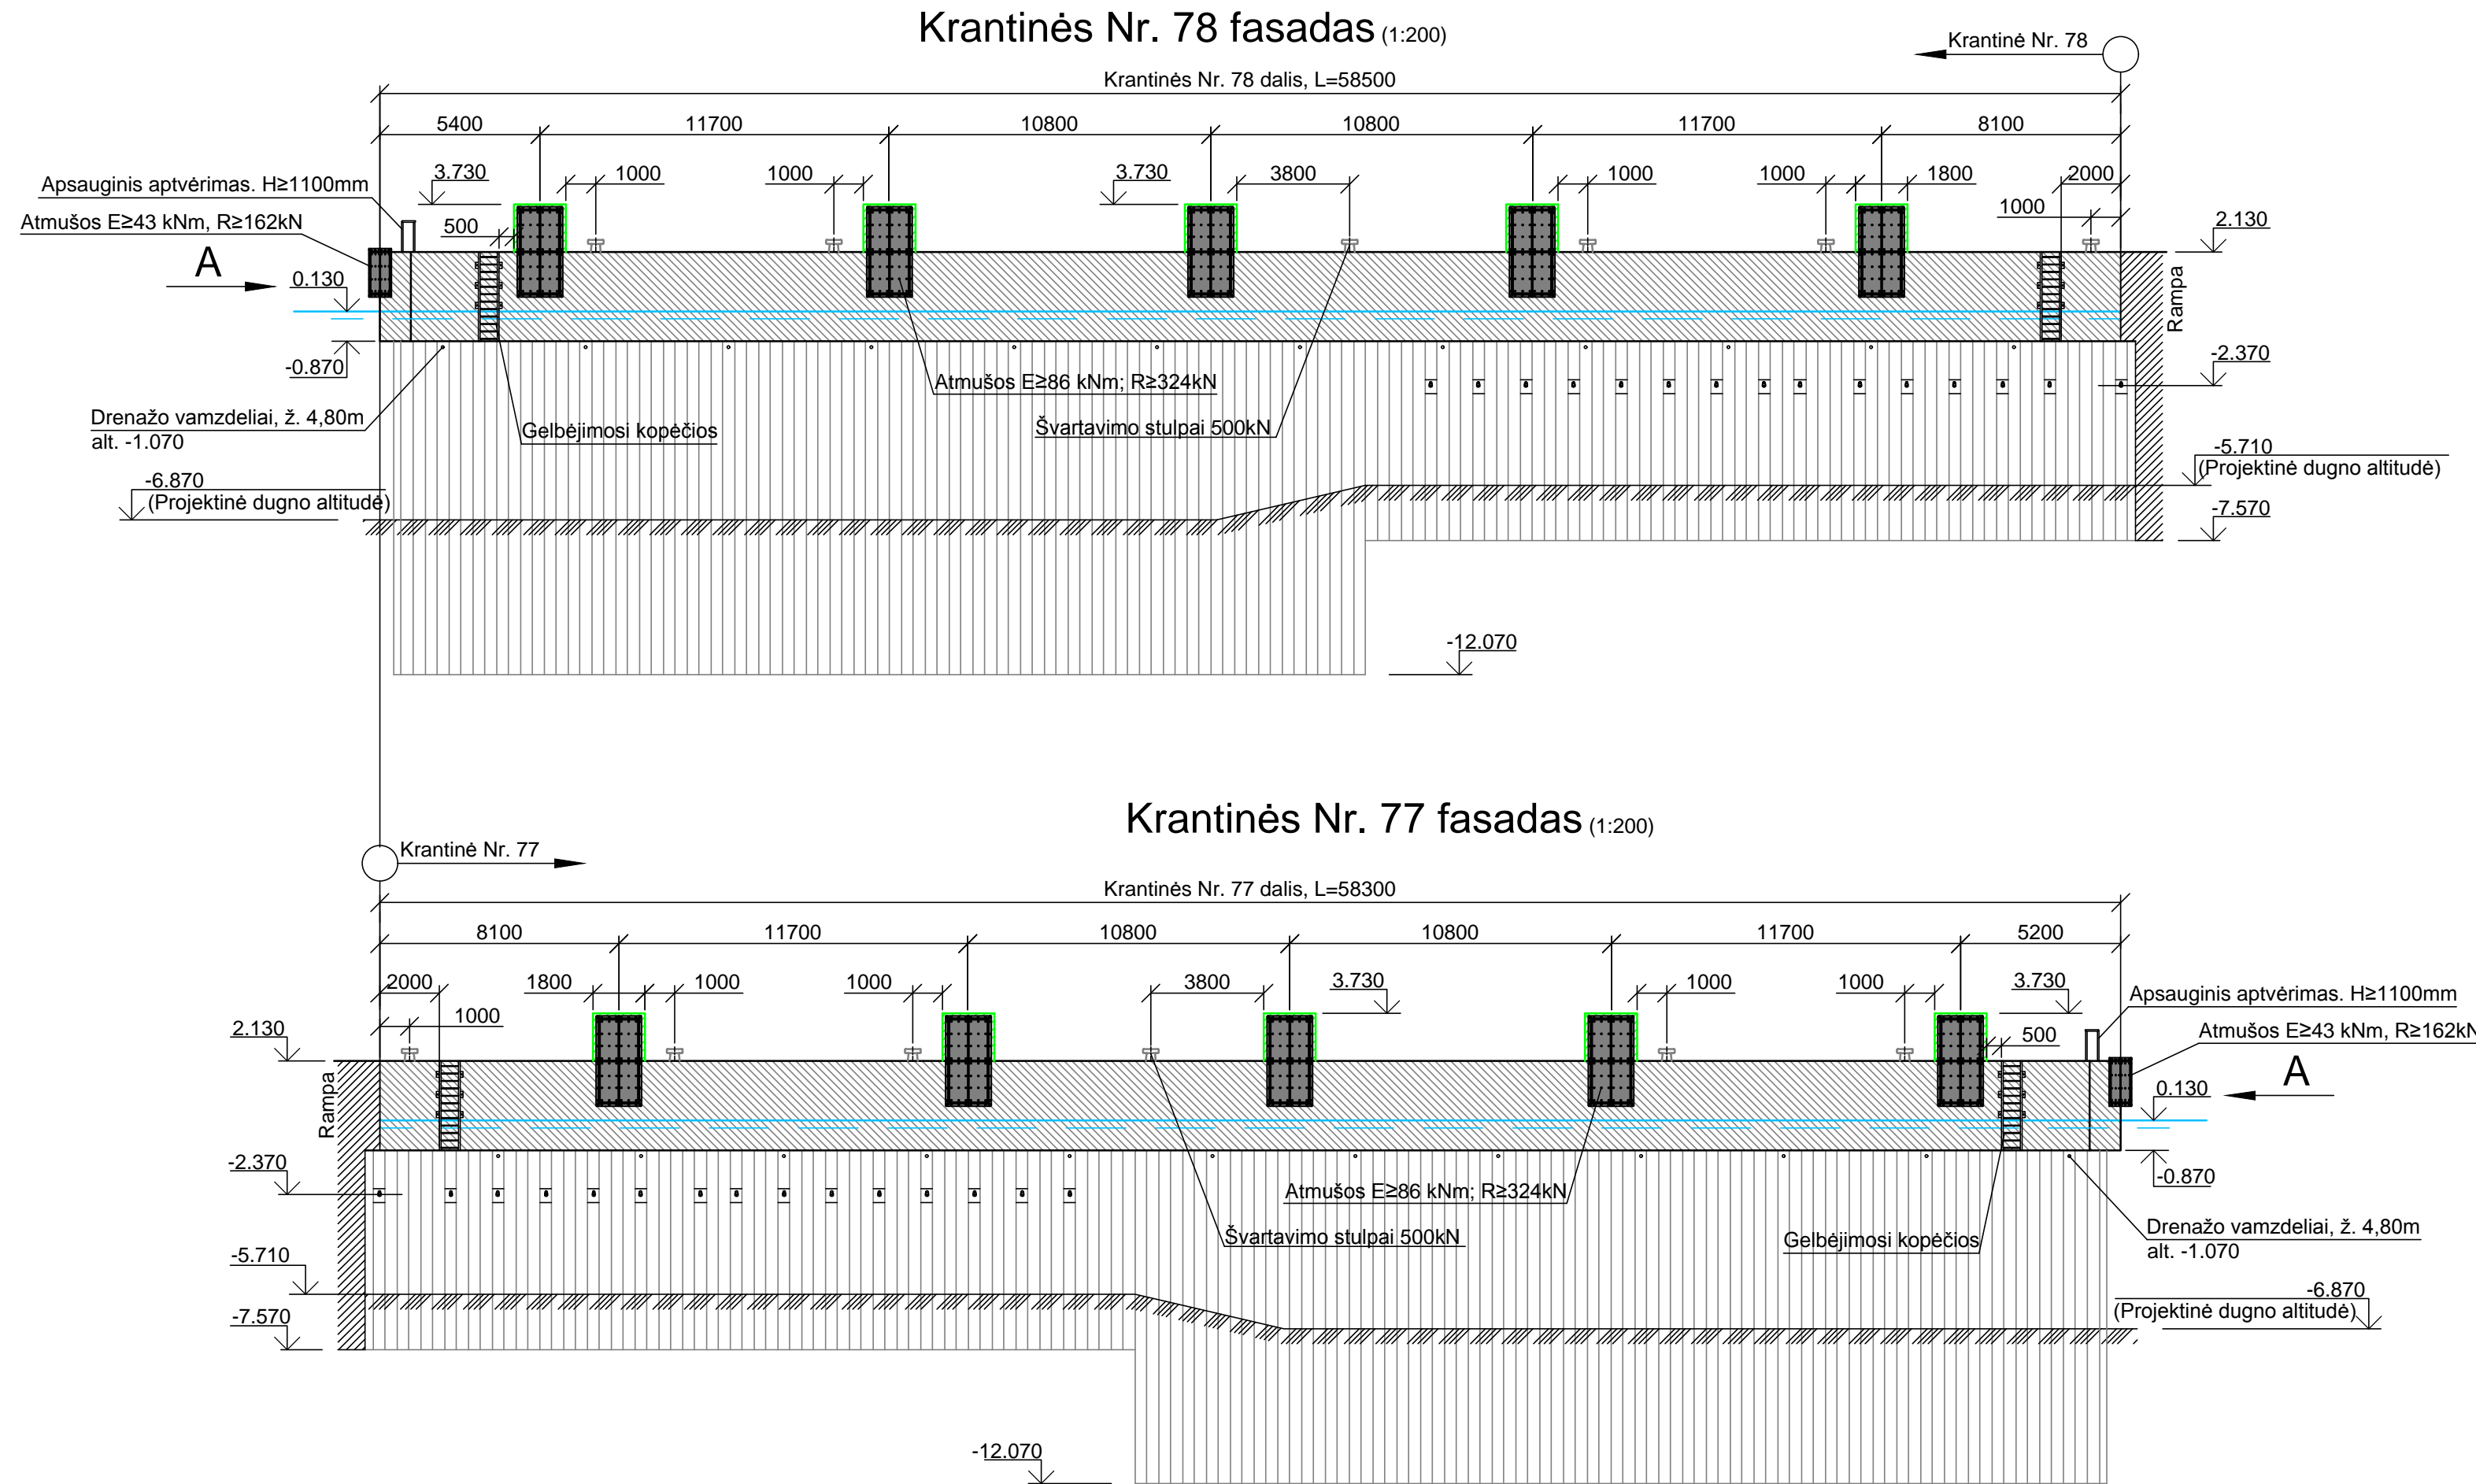 Krantinės Nr. 78 fasadas (1:200)
Krantinė Nr. 78
Krantinės Nr. 78 dalis, L=58500
5400 11700 10800 10800 11700 8100
Apsauginis aptvėrimas. H≥1100mm
3.730 1000 1000 3.730 3800 1000 1000 1800 2000
Atmušos E≥43 kNm, R≥162kN
500 1000 2.130
A
0.130
Rampa
-0.870
-2.370
Atmušos E≥86 kNm; R≥324kN
Drenažo vamzdeliai, ž. 4,80m
alt. -1.070
Gelbėjimosi kopėčios
Švartavimo stulpai 500kN
-6.870
(Projektinė dugno altitudė)
-5.710
(Projektinė dugno altitudė)
-7.570
-12.070
Krantinės Nr. 77 fasadas (1:200)
Krantinė Nr. 77
Krantinės Nr. 77 dalis, L=58300
8100 11700 10800 10800 11700 5200
2000 1800 1000 1000 3800 3.730 1000 1000 3.730
Apsauginis aptvėrimas. H≥1100mm
2.130 1000 500
Atmušos E≥43 kNm, R≥162kN
A
0.130
Rampa
-2.370
-0.870
Atmušos E≥86 kNm; R≥324kN
Švartavimo stulpai 500kN
Gelbėjimosi kopėčios
Drenažo vamzdeliai, ž. 4,80m
alt. -1.070
-5.710
-6.870
(Projektinė dugno altitudė)
-7.570
-12.070